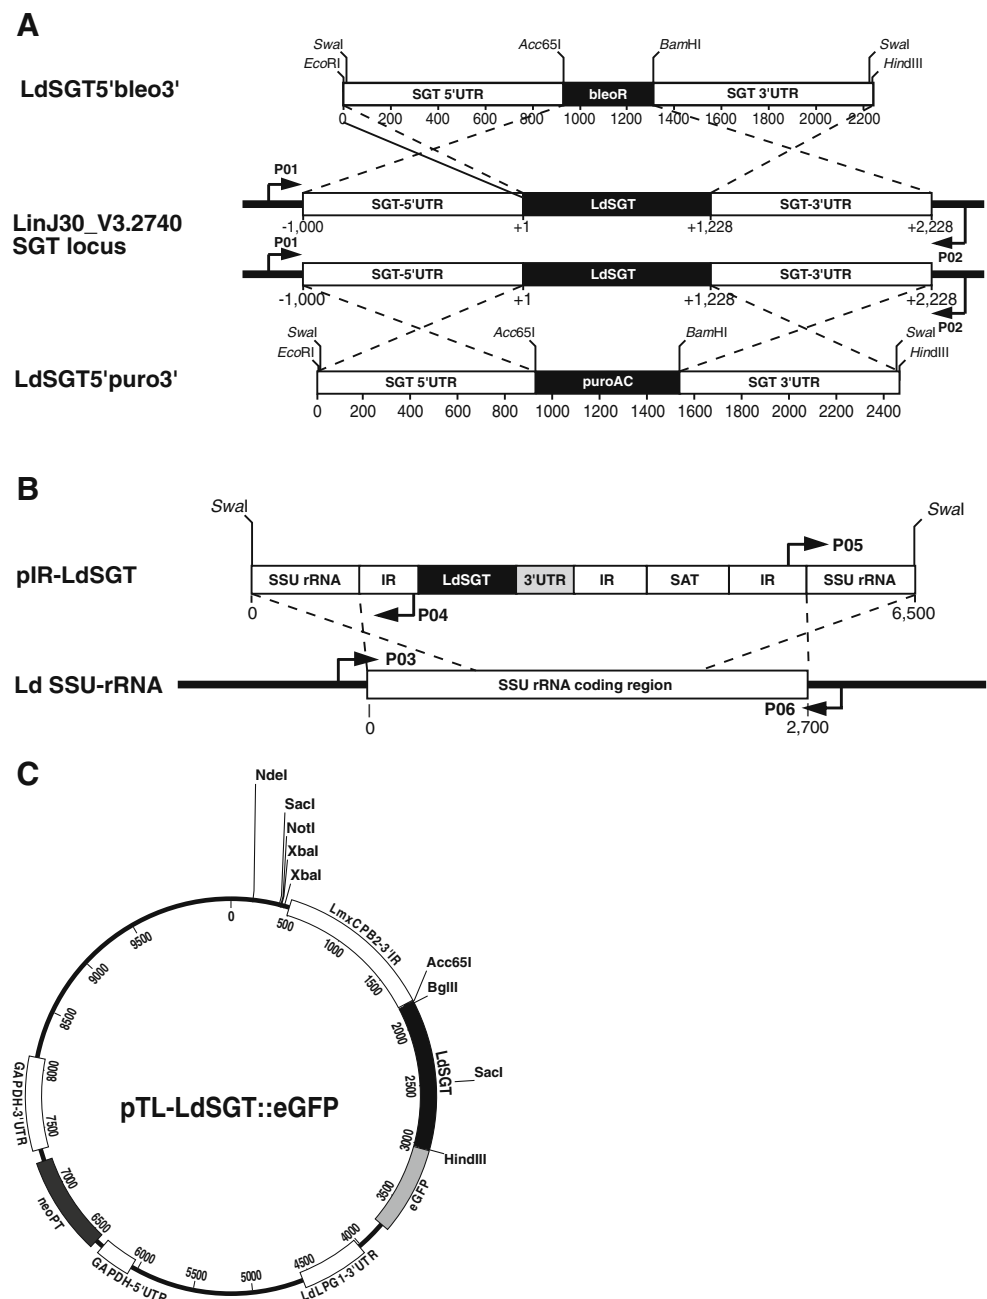 A
SwaI
EcoRI
Acc65I
BamHI
SwaI
HindIII
LdSGT5'bleo3'
SGT 5'UTR
bleoR
SGT 3'UTR
0 200 400 600 800 1000 1200 1400 1600 1800 2000 2200
P01
SGT-5'UTR
LdSGT
SGT-3'UTR
LinJ30_V3.2740
SGT locus
-1,000
+1
+1,228
+2,228
P02
P01
SGT-5'UTR
LdSGT
SGT-3'UTR
-1,000
+1
+1,228
+2,228
P02
SwaI
EcoRI
Acc65I
BamHI
SwaI
HindIII
LdSGT5'puro3'
SGT 5'UTR
puroAC
SGT 3'UTR
0 200 400 600 800 1000 1200 1400 1600 1800 2000 2200 2400
B
SwaI
SwaI
P05
pIR-LdSGT
SSU rRNA
IR
LdSGT
3'UTR
IR
SAT
IR
SSU rRNA
0
P04
6,500
P03
Ld SSU-rRNA
SSU rRNA coding region
P06
0
2,700
C
NdeI
SacI
NotI
XbaI
XbaI
0
500
1000
1500
2000
2500
3000
3500
4000
4500
5000
5500
6000
6500
7000
7500
8000
8500
9000
9500
LmxCPB2-3'IR
Acc65I
BglII
LdSGT
SacI
HindIII
eGFP
LdLPG1-3'UTR
GAPDH-5'UTR
neoPT
GAPDH-3'UTR
pTL-LdSGT::eGFP